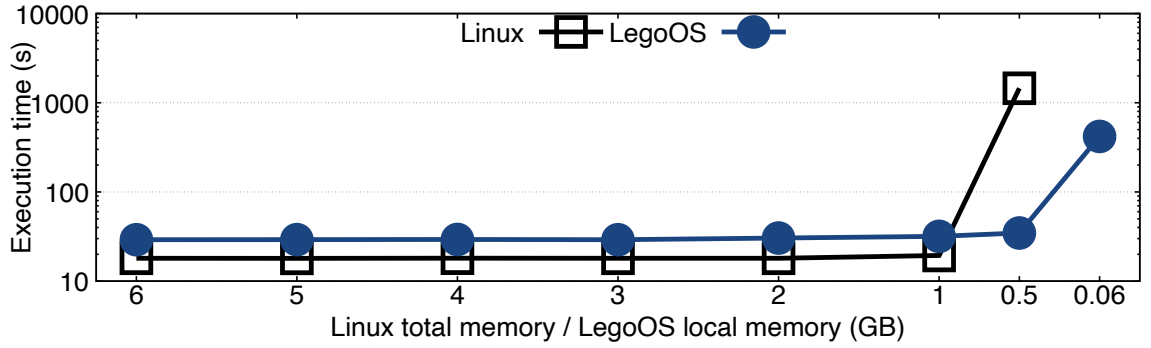 Linux LegoOS
Execution time (s)
10000
1000
100
10
6 5 4 3 2 1 0.5 0.06
Linux total memory / LegoOS local memory (GB)